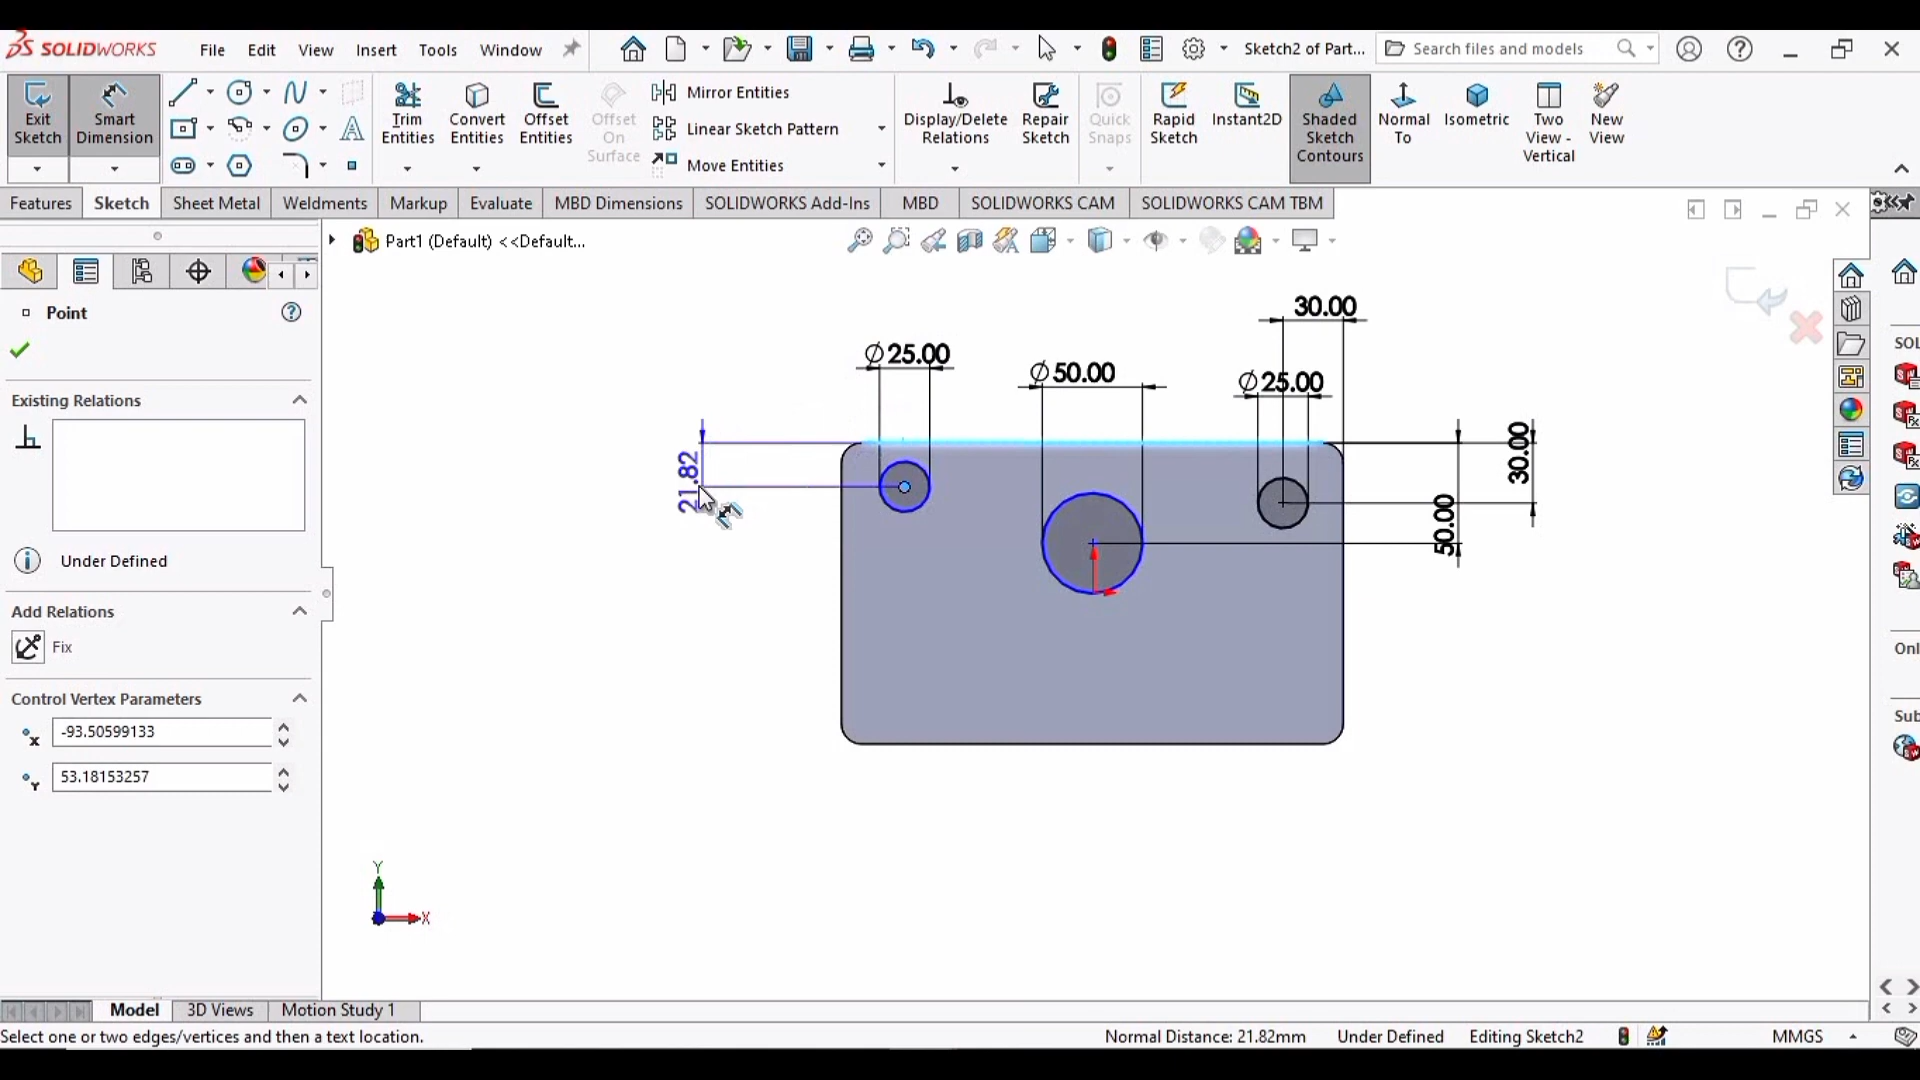 SOLIDWORKS
File Edit View Insert Tools Window
Sketch2 of Part...
Search files and models
Exit Sketch
Smart Dimension
Trim Entities
Convert Entities
Offset Entities
Offset On Surface
Mirror Entities
Linear Sketch Pattern
Move Entities
Display/Delete Relations
Repair Sketch
Quick Snaps
Rapid Sketch
Instant2D
Shaded Sketch Contours
Normal To
Isometric
Two View - Vertical
New View
Features Sketch Sheet Metal Weldments Markup Evaluate MBD Dimensions SOLIDWORKS Add-Ins MBD SOLIDWORKS CAM SOLIDWORKS CAM TBM
Part1 (Default) <<Default...
Point
Existing Relations
Under Defined
Add Relations
Fix
Control Vertex Parameters
X -93.50599133
Y 53.18153257
30.00
∅25.00
∅50.00
∅25.00
21.82
30.00
50.00
Y
X
SOL
Onl
Sub
Model 3D Views Motion Study 1
Select one or two edges/vertices and then a text location.
Normal Distance: 21.82mm Under Defined Editing Sketch2 MMGS